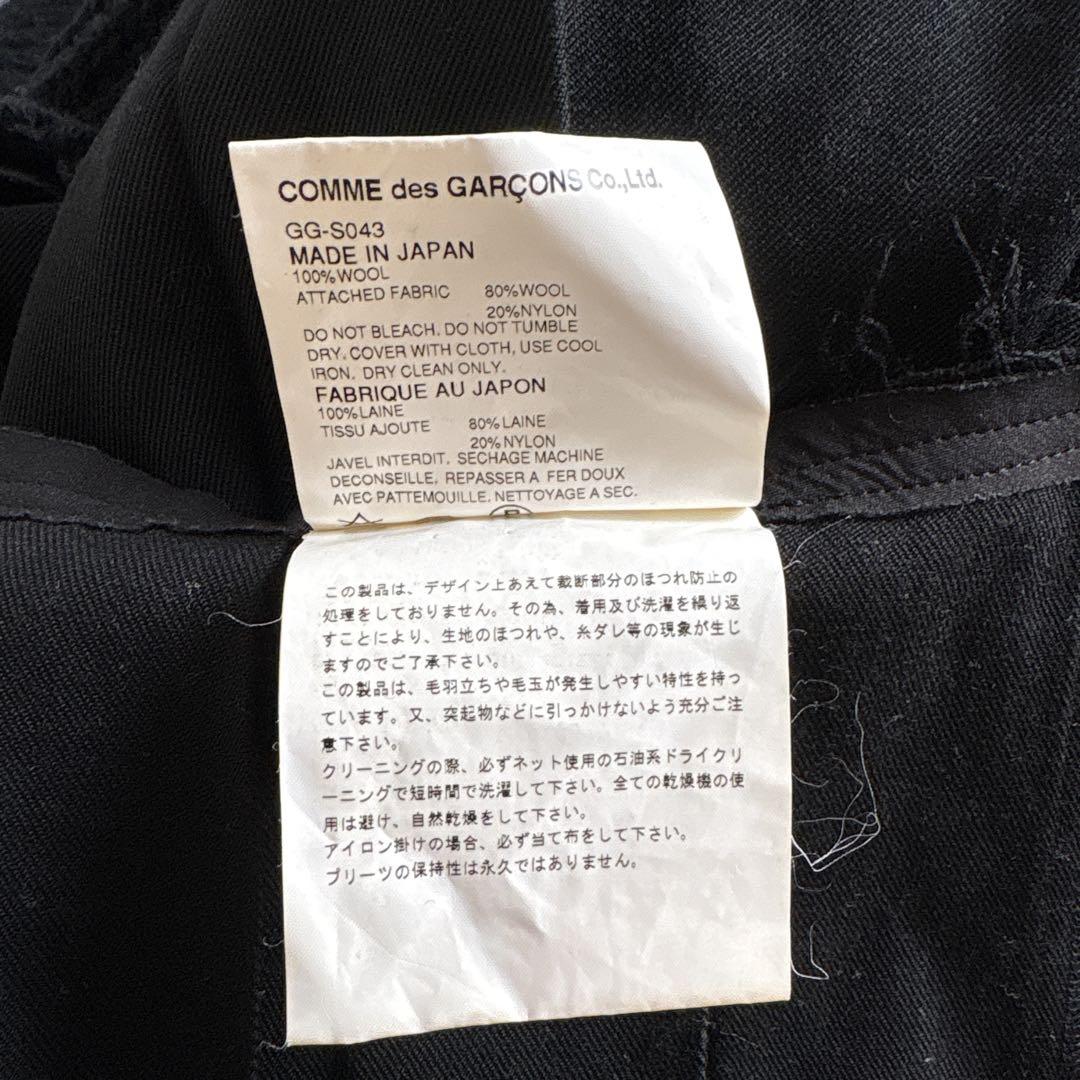 COMME des GARÇONS Co.,Ltd.
GG-S043
MADE IN JAPAN
100%WOOL
ATTACHED FABRIC 80%WOOL
20%NYLON
DO NOT BLEACH. DO NOT TUMBLE
DRY. COVER WITH CLOTH, USE COOL
IRON. DRY CLEAN ONLY.
FABRIQUE AU JAPON
100%LAINE
TISSU AJOUTE 80%LAINE
20%NYLON
JAVEL INTERDIT. SECHAGE MACHINE
DECONSEILLE. REPASSER A FER DOUX
AVEC PATTEMOUILLE. NETTOYAGE A SEC.
この製品は、デザイン上あえて裁断部分のほつれ防止の
処理をしておりません。その為、着用及び洗濯を繰り返
すことにより、生地のほつれや、糸ダレ等の現象が生じ
ますのでご了承下さい。
この製品は、毛羽立ちや毛玉が発生しやすい特性を持っ
ています。又、突起物などに引っかけないよう充分ご注
意下さい。
クリーニングの際、必ずネット使用の石油系ドライクリ
ーニングで短時間で洗濯して下さい。全ての乾燥機の使
用は避け、自然乾燥をして下さい。
アイロン掛けの場合、必ず当て布をして下さい。
プリーツの保持性は永久ではありません。